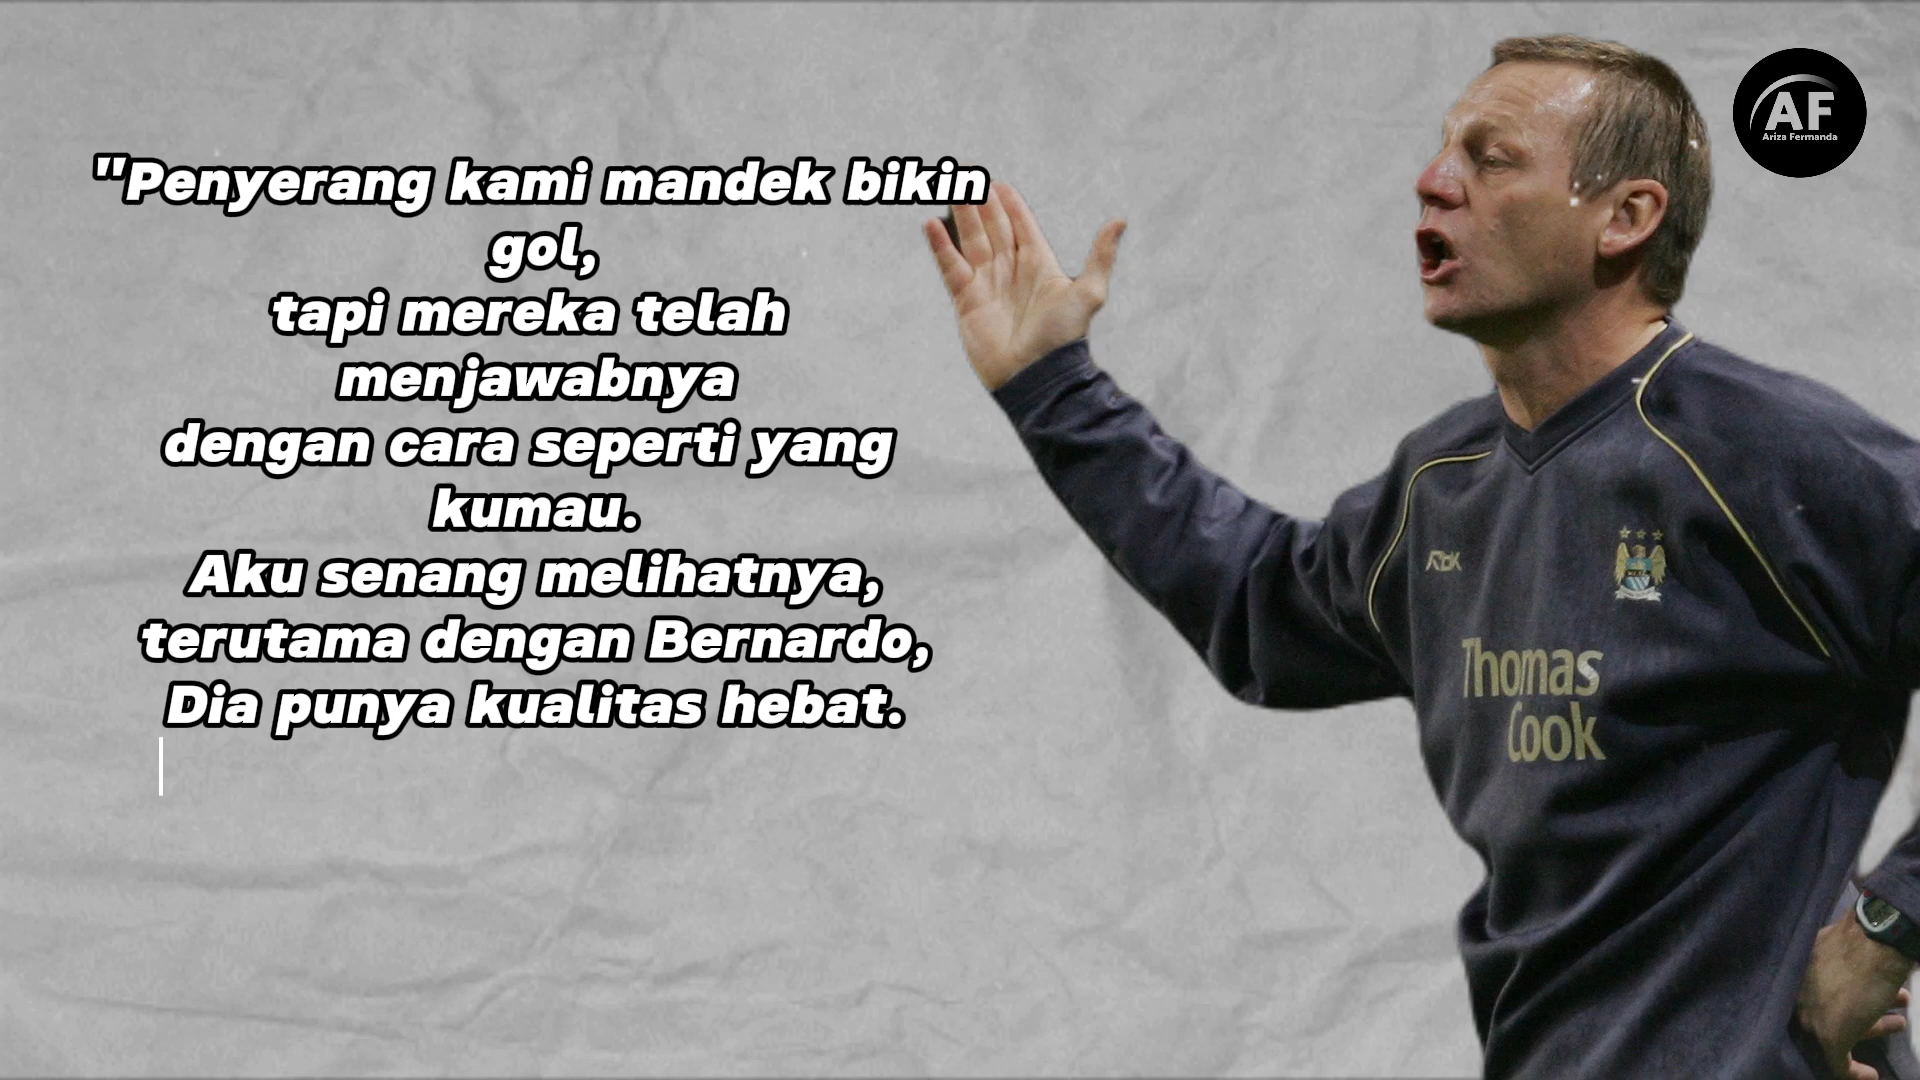 "Penyerang kami mandek bikin
gol,
tapi mereka telah
menjawabnya
dengan cara seperti yang
kumau.
Aku senang melihatnya,
terutama dengan Bernardo,
Dia punya kualitas hebat.
AF
Ariza Fermanda
Rbk
Thomas
Cook